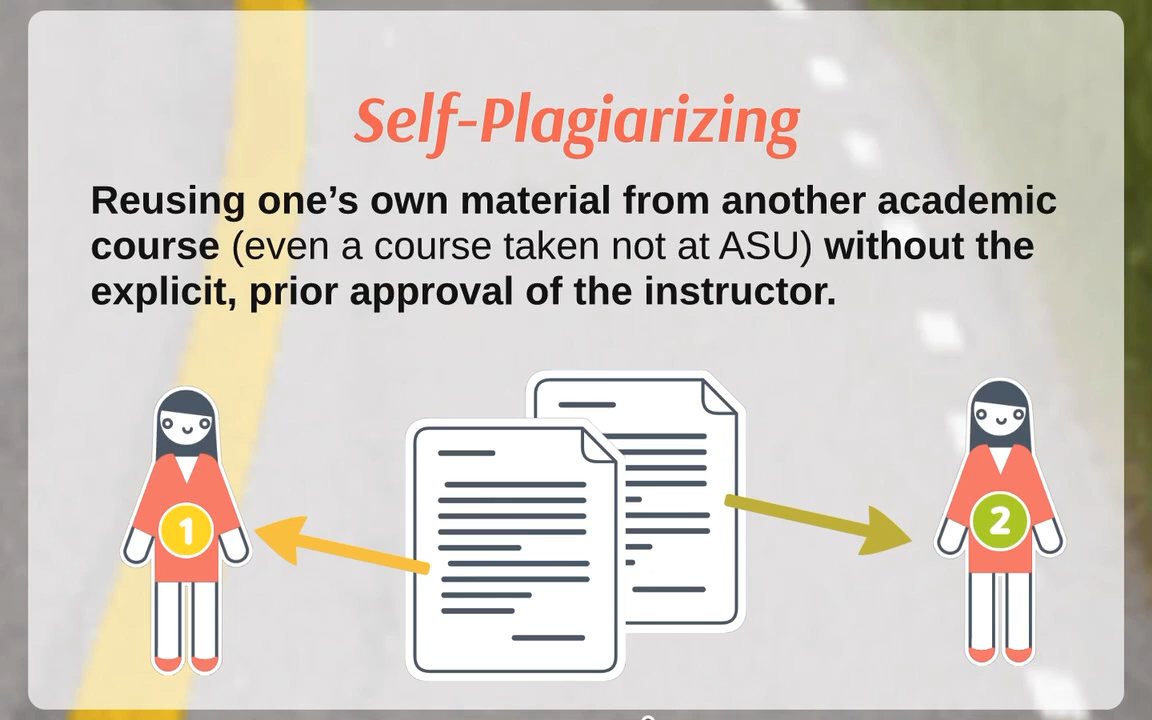 Self-Plagiarizing
Reusing one’s own material from another academic
course (even a course taken not at ASU) without the
explicit, prior approval of the instructor.
1
2